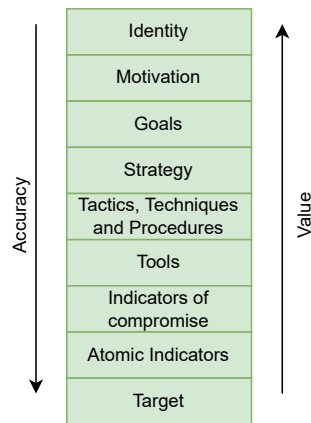 Identity
Motivation
Goals
Strategy
Tactics, Techniques
and Procedures
Tools
Indicators of
compromise
Atomic Indicators
Target
Accuracy
Value